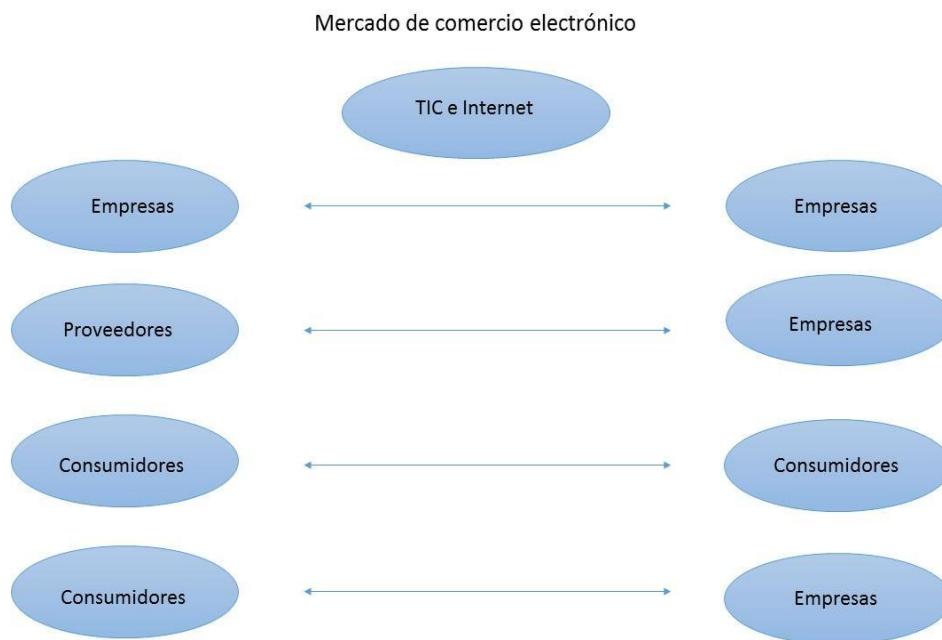 Mercado de comercio electrónico
TIC e Internet
Empresas
Empresas
Proveedores
Empresas
Consumidores
Consumidores
Consumidores
Empresas